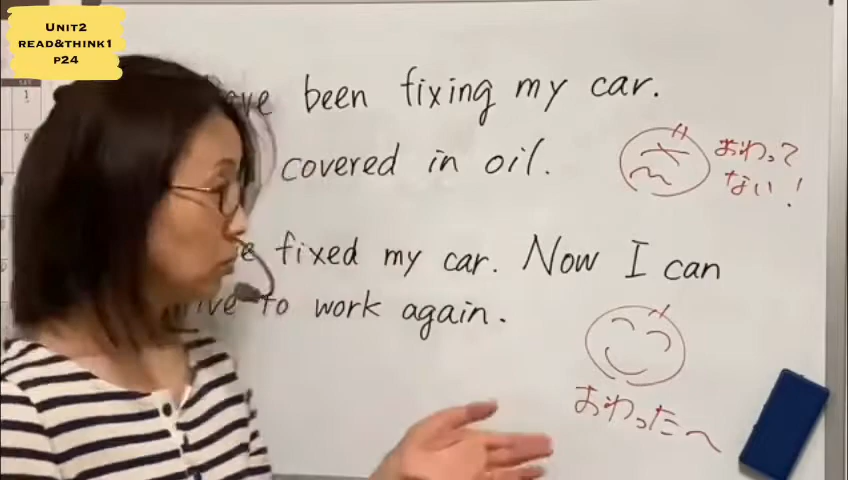 Unit2
READ&THINK1
p24
been fixing my car.
covered in oil.
おわって
ない!
fixed my car. Now I can
to work again.
おわったへ